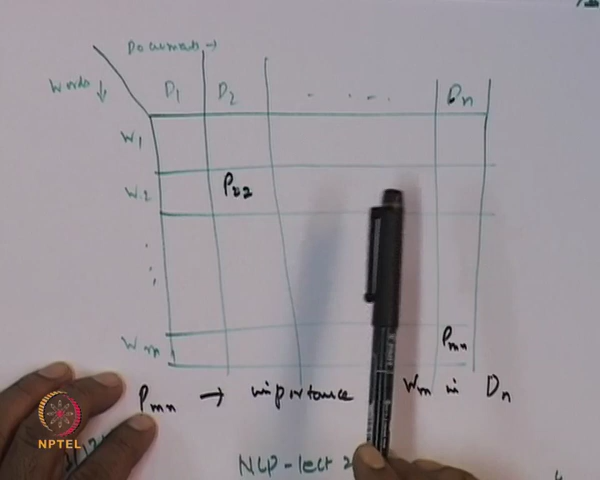 Documents →
Words ↓ D1 D2 - . - . Dn
W1
W2 P22
Wm Pmn
Pmn → importance Wm in Dn
NPTEL
NLP-lect 2